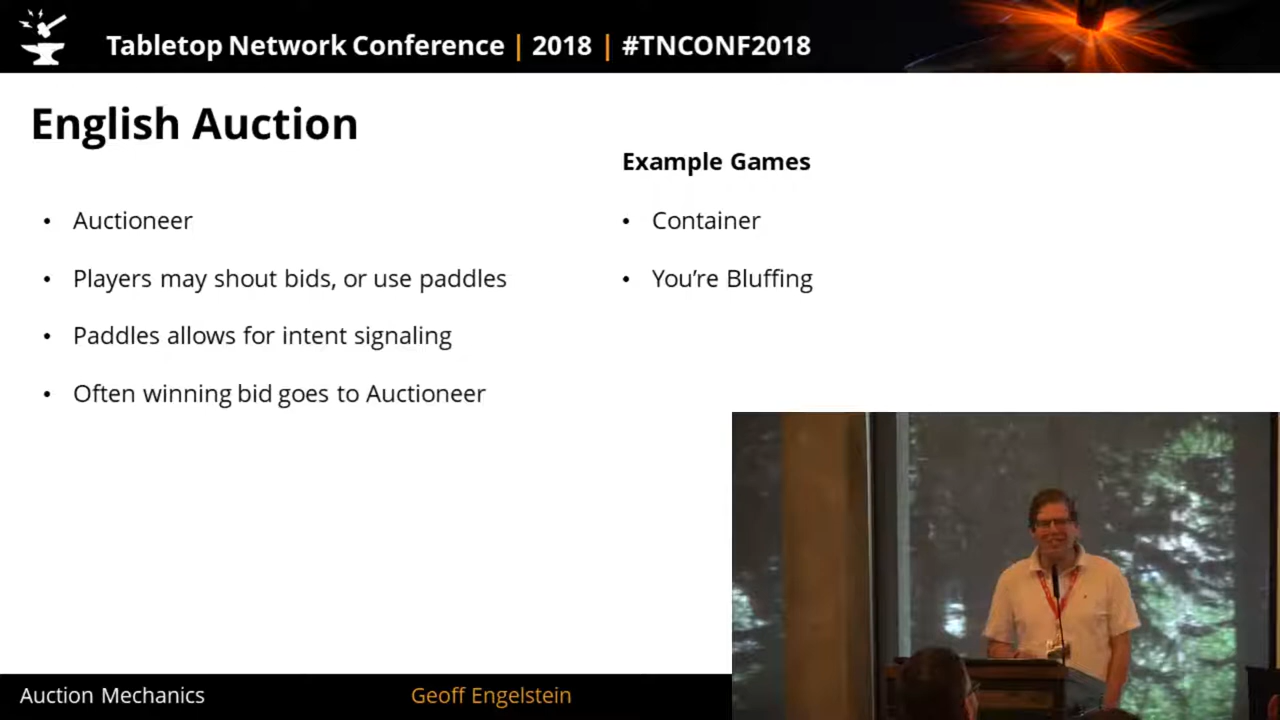 Tabletop Network Conference | 2018 | #TNCONF2018
English Auction
• Auctioneer
• Players may shout bids, or use paddles
• Paddles allows for intent signaling
• Often winning bid goes to Auctioneer
Example Games
• Container
• You're Bluffing
Auction Mechanics
Geoff Engelstein